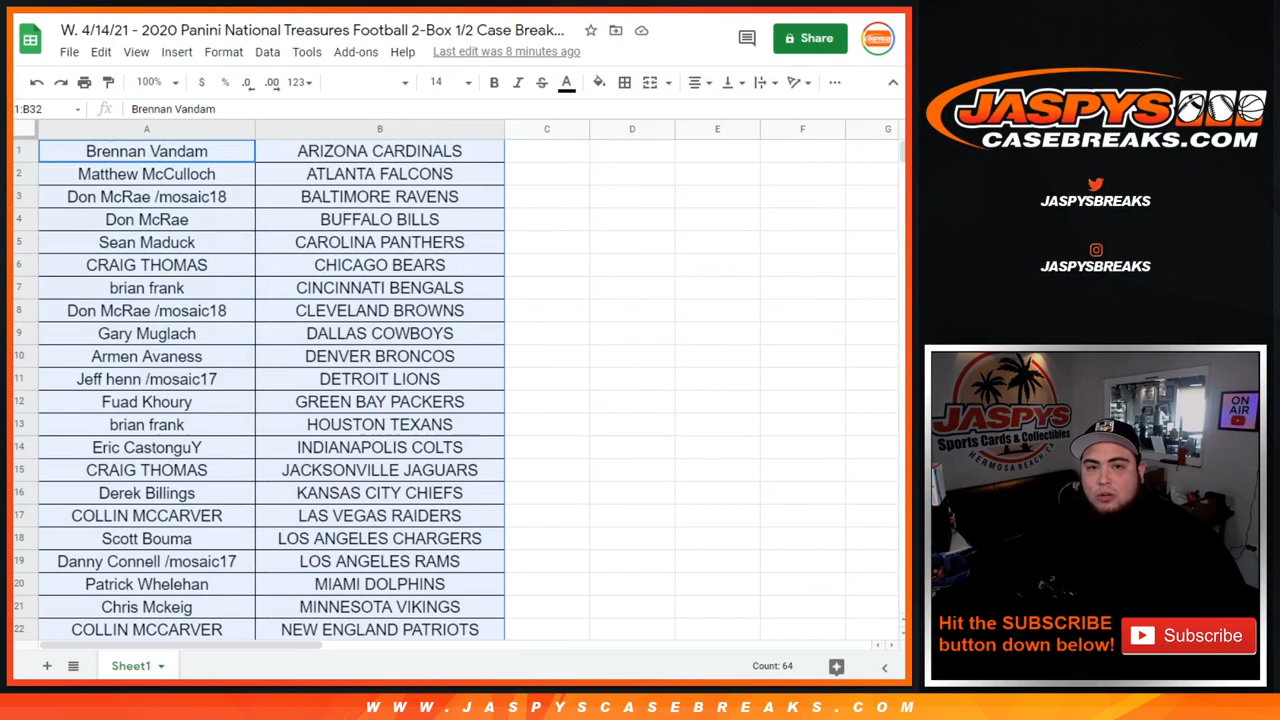 W. 4/14/21 - 2020 Panini National Treasures Football 2-Box 1/2 Case Break...
Share
File Edit View Insert Format Data Tools Add-ons Help Last edit was 8 minutes ago
100% $ % .0 .00 123 14 B I S A
1:B32 fx Brennan Vandam
A B C D E F G
1 Brennan Vandam ARIZONA CARDINALS
2 Matthew McCulloch ATLANTA FALCONS
3 Don McRae /mosaic18 BALTIMORE RAVENS
4 Don McRae BUFFALO BILLS
5 Sean Maduck CAROLINA PANTHERS
6 CRAIG THOMAS CHICAGO BEARS
7 brian frank CINCINNATI BENGALS
8 Don McRae /mosaic18 CLEVELAND BROWNS
9 Gary Muglach DALLAS COWBOYS
10 Armen Avaness DENVER BRONCOS
11 Jeff henn /mosaic17 DETROIT LIONS
12 Fuad Khoury GREEN BAY PACKERS
13 brian frank HOUSTON TEXANS
14 Eric CastonguY INDIANAPOLIS COLTS
15 CRAIG THOMAS JACKSONVILLE JAGUARS
16 Derek Billings KANSAS CITY CHIEFS
17 COLLIN MCCARVER LAS VEGAS RAIDERS
18 Scott Bouma LOS ANGELES CHARGERS
19 Danny Connell /mosaic17 LOS ANGELES RAMS
20 Patrick Whelehan MIAMI DOLPHINS
21 Chris Mckeig MINNESOTA VIKINGS
22 COLLIN MCCARVER NEW ENGLAND PATRIOTS
Sheet1 Count: 64
JASPYS
CASEBREAKS.COM
JASPYSBREAKS
JASPYSBREAKS
JASPYS
Sports Cards & Collectibles
HERMOSA BEACH, CA
ON
AIR
Hit the SUBSCRIBE
button down below!
Subscribe
WWW.JASPYSCASEBREAKS.COM